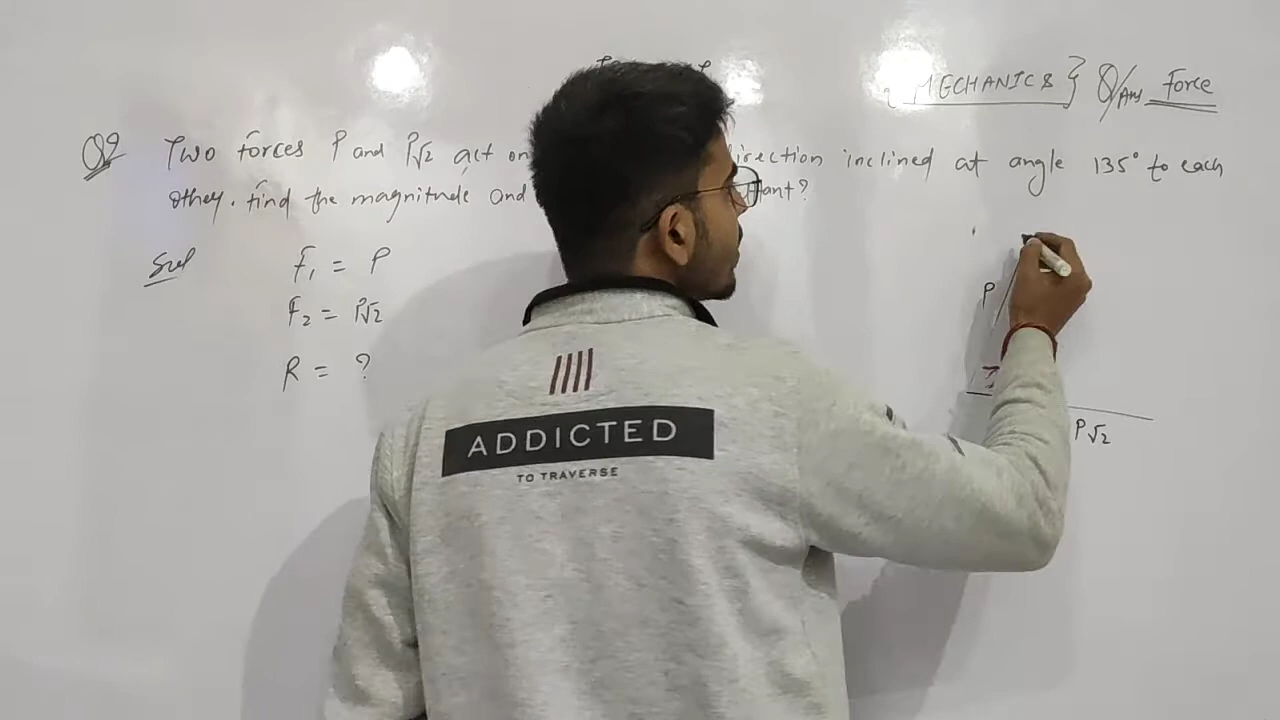 MECHANICS } Q/Ans Force
Q2 Two forces P and P√2 act on irection inclined at angle 135° to each
other. find the magnitude and tant?
Sol F₁ = P
F₂ = P√2
R = ?
P
P√2
ADDICTED
TO TRAVERSE